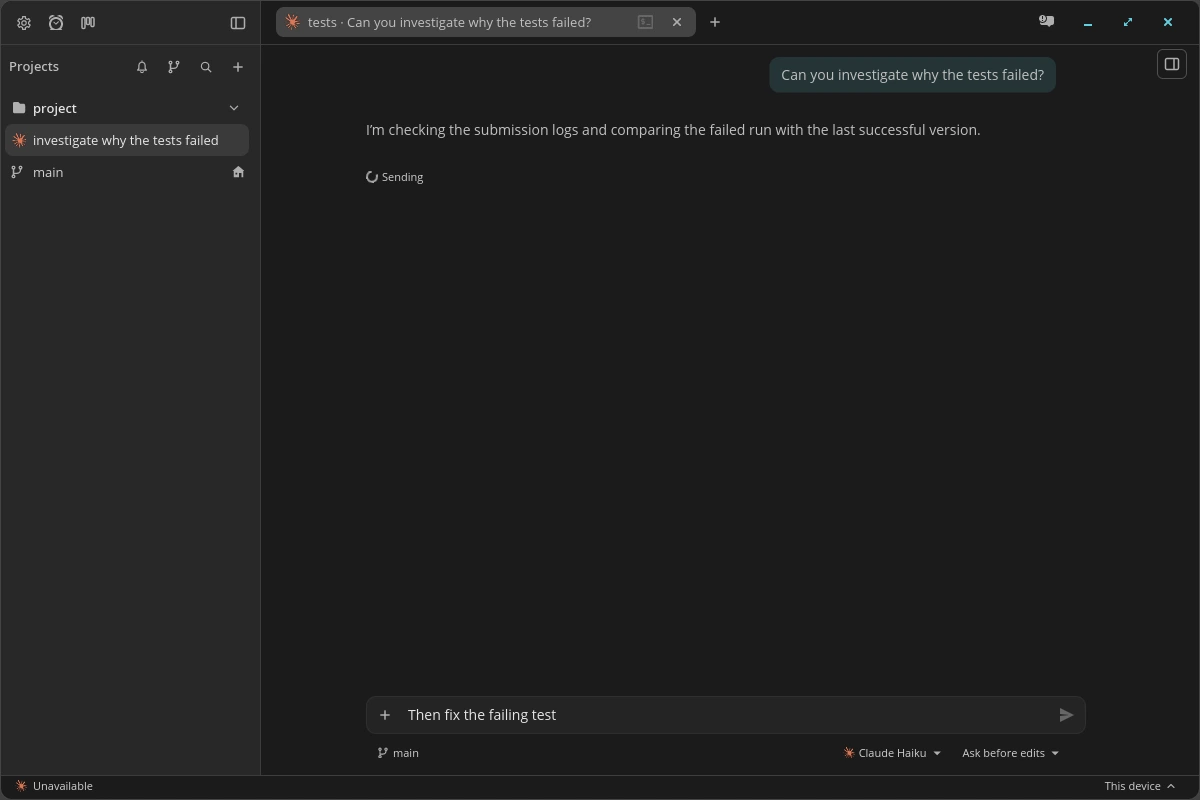 tests · Can you investigate why the tests failed?
Projects
project
investigate why the tests failed
main
Can you investigate why the tests failed?
I'm checking the submission logs and comparing the failed run with the last successful version.
Sending
Then fix the failing test
main
Claude Haiku
Ask before edits
Unavailable
This device